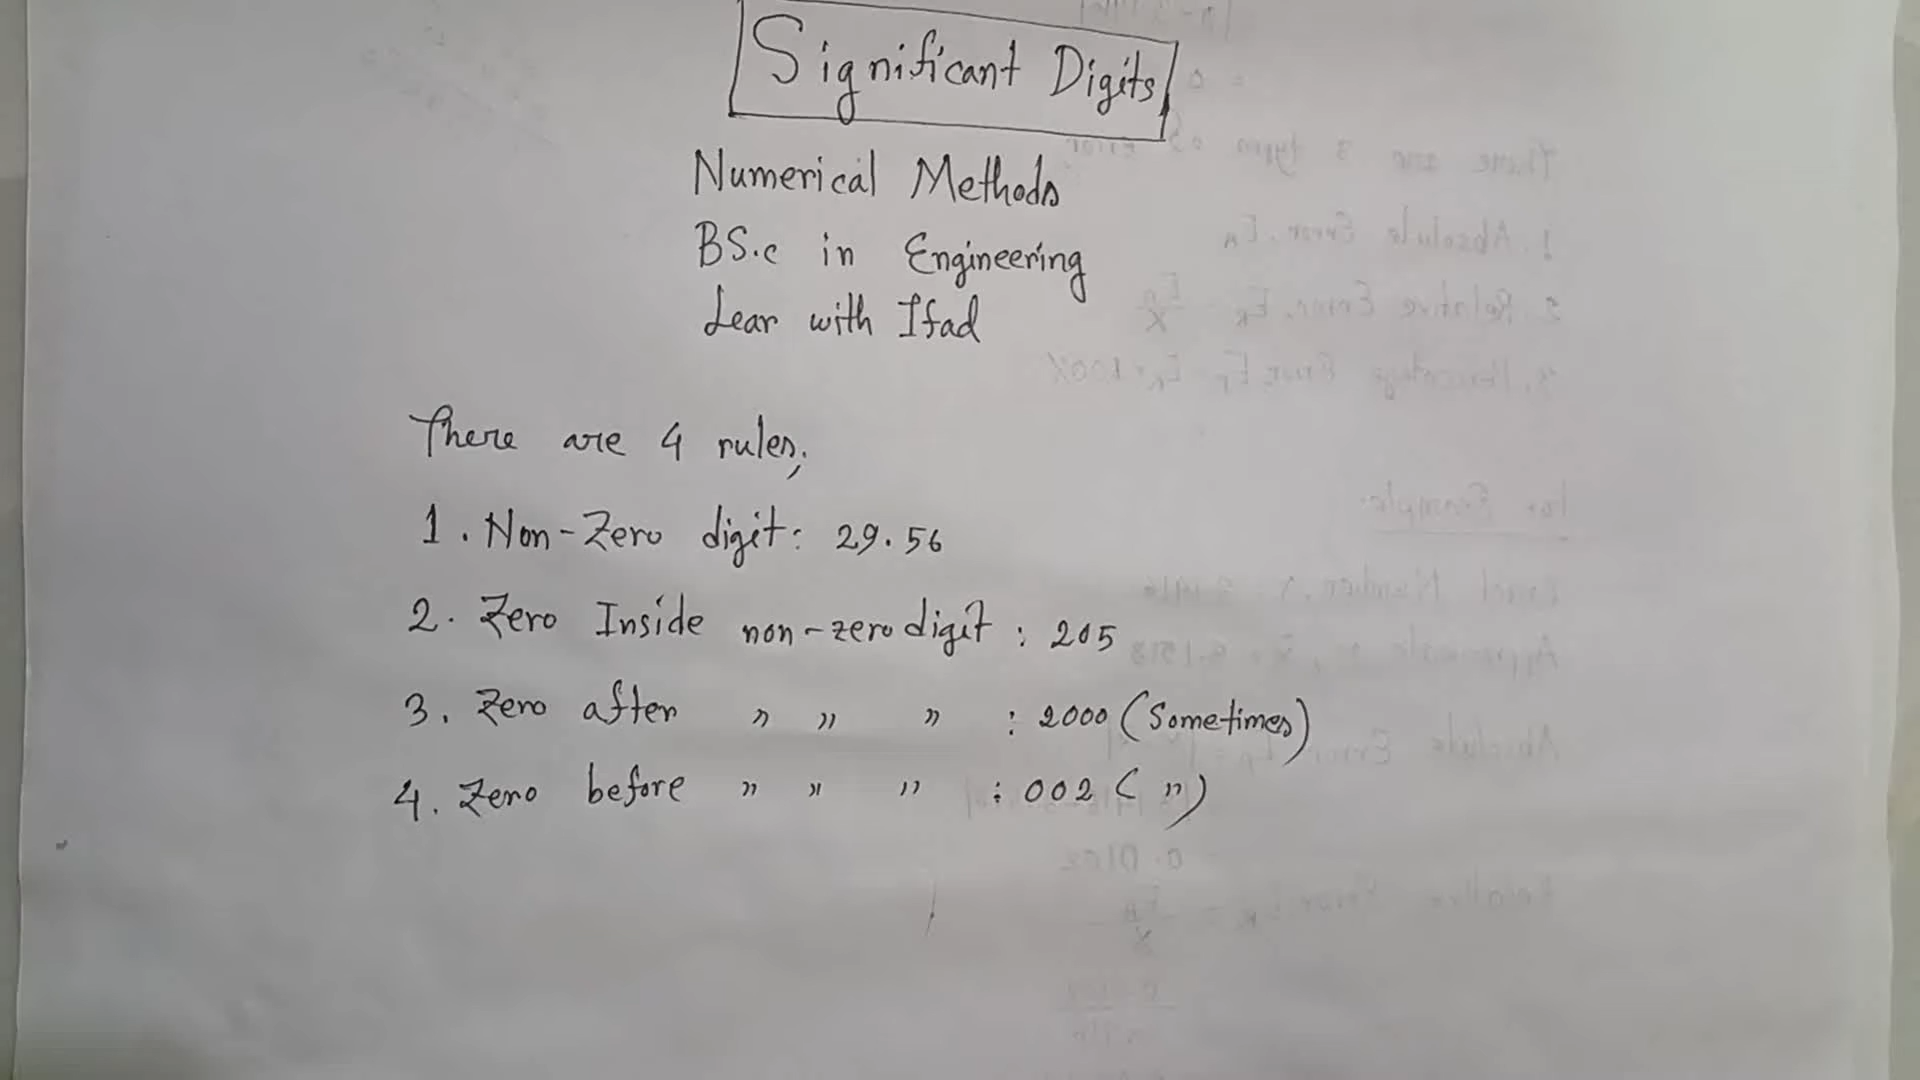 Significant Digits
Numerical Methods
BS.c in Engineering
Lear with Ifad
There are 4 rules,
1. Non-Zero digit: 29.56
2. Zero Inside non-zero digit : 205
3. Zero after " " " : 2000 (Sometimes)
4. Zero before " " " : 002 ( " )